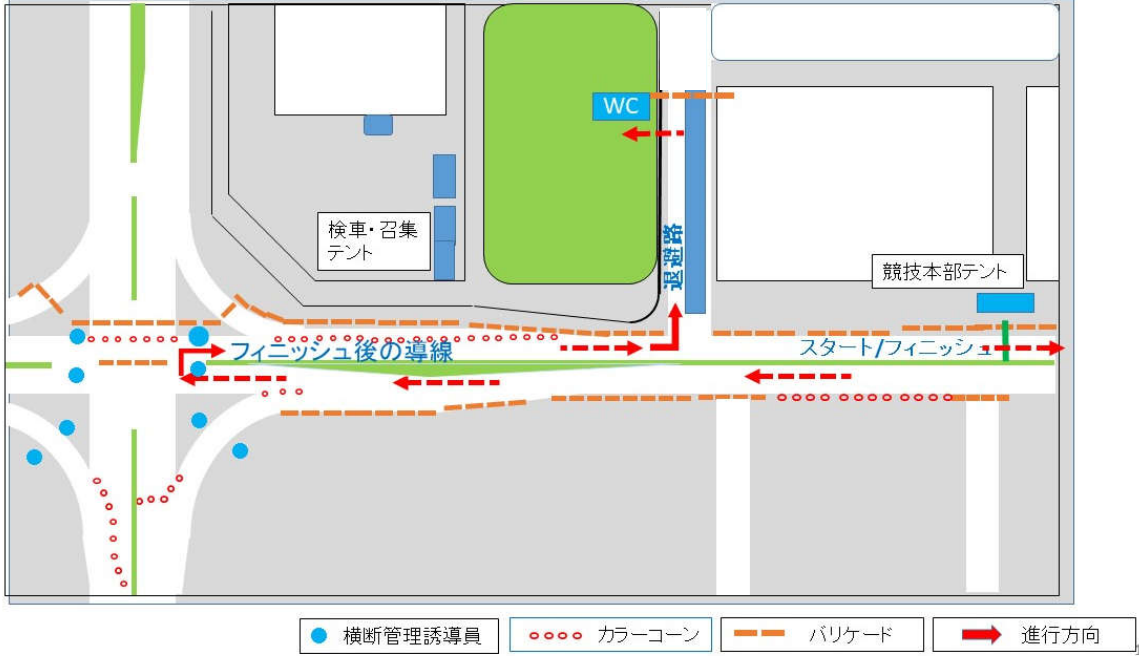 WC
検車・召集
テント
退避路
競技本部テント
フィニッシュ後の導線
スタート/フィニッシュ
横断管理誘導員
カラーコーン
バリケード
進行方向